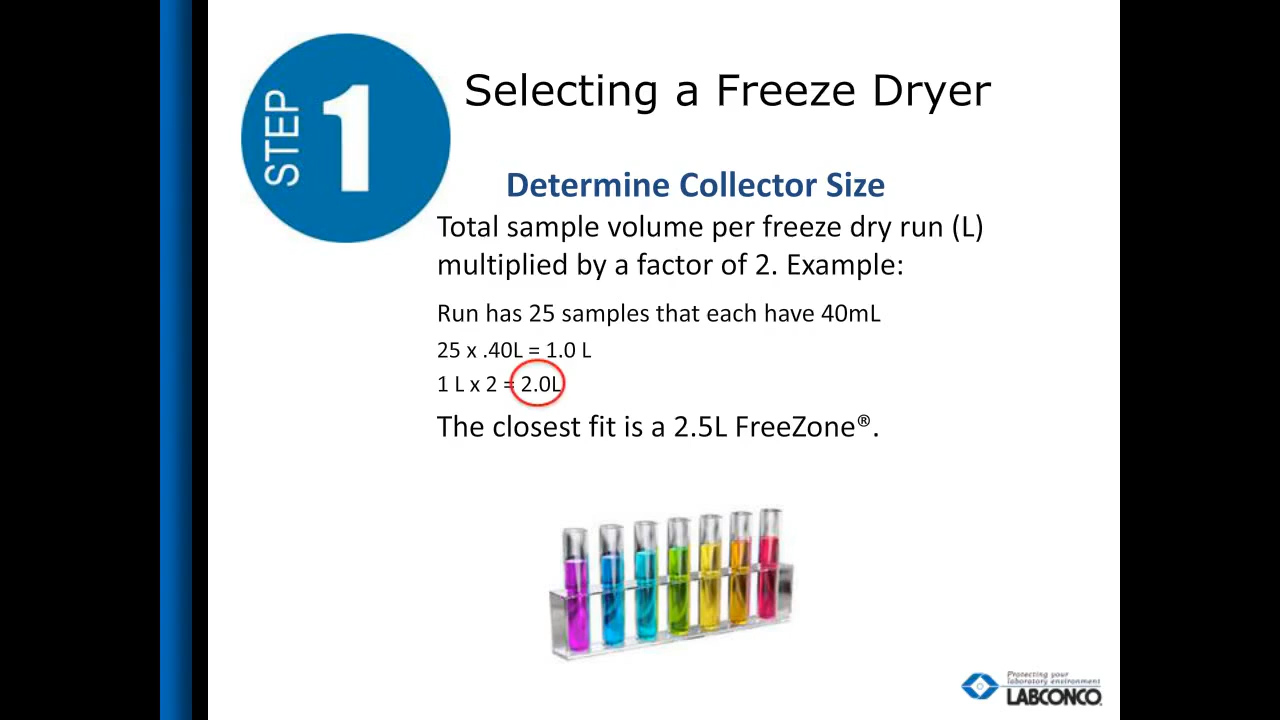 STEP 1
Selecting a Freeze Dryer
Determine Collector Size
Total sample volume per freeze dry run (L)
multiplied by a factor of 2. Example:
Run has 25 samples that each have 40mL
25 x .40L = 1.0 L
1 L x 2 = 2.0L
The closest fit is a 2.5L FreeZone®.
Protecting your
laboratory environment
LABCONCO